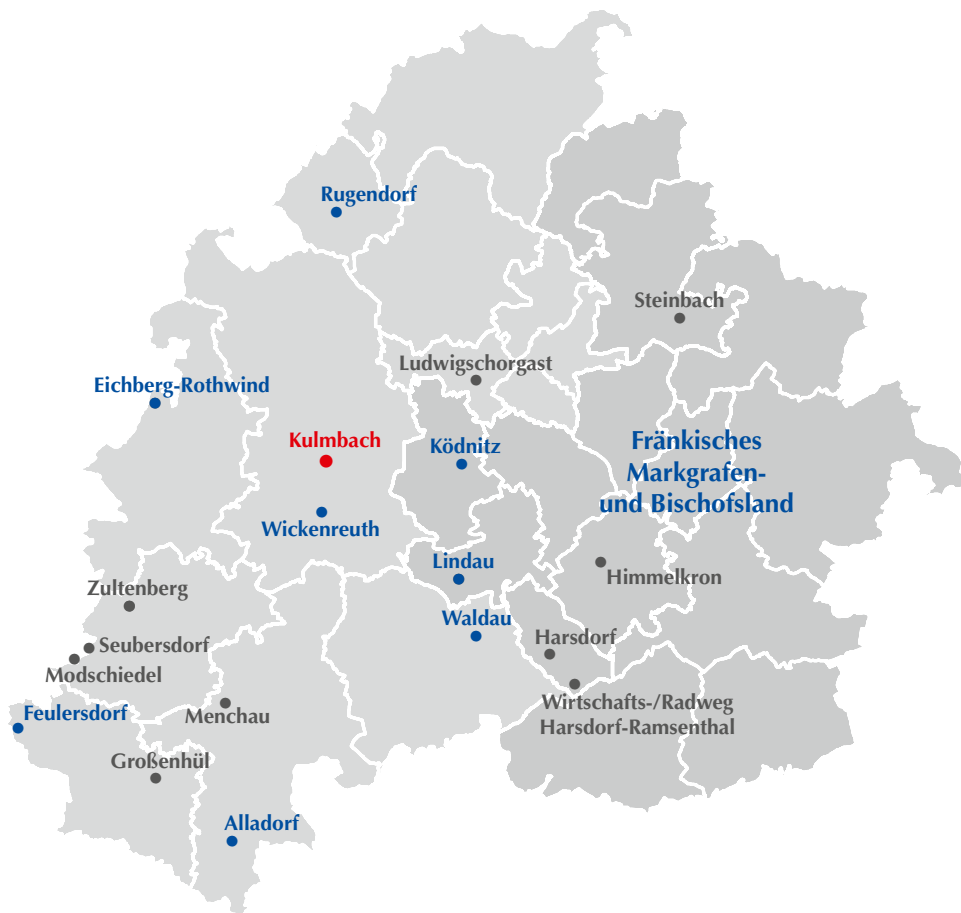 Rugendorf
Steinbach
Ludwigschorgast
Eichberg-Rothwind
Kulmbach
Ködnitz
Fränkisches
Markgrafen-
und Bischofsland
Wickenreuth
Lindau
Himmelkron
Zultenberg
Waldau
Harsdorf
Seubersdorf
Modschiedel
Feulersdorf
Menchau
Wirtschafts-/Radweg
Harsdorf-Ramsenthal
Großenhül
Alladorf